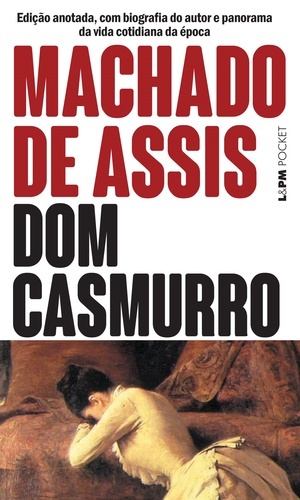 Edição anotada, com biografia do autor e panorama
da vida cotidiana da época
MACHADO
DE ASSIS
DOM
CASMURRO
L&PM POCKET